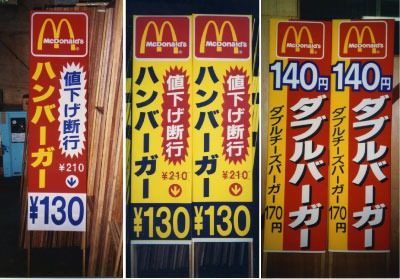 McDonald's
ハンバーガー
値下げ断行
¥210
¥130
McDonald's
ハンバーガー
値下げ断行
¥210
¥130
McDonald's
ハンバーガー
値下げ断行
¥210
¥130
McDonald's
140円
ダブルバーガー
ダブルチーズバーガー170円
McDonald's
140円
ダブルバーガー
ダブルチーズバーガー170円